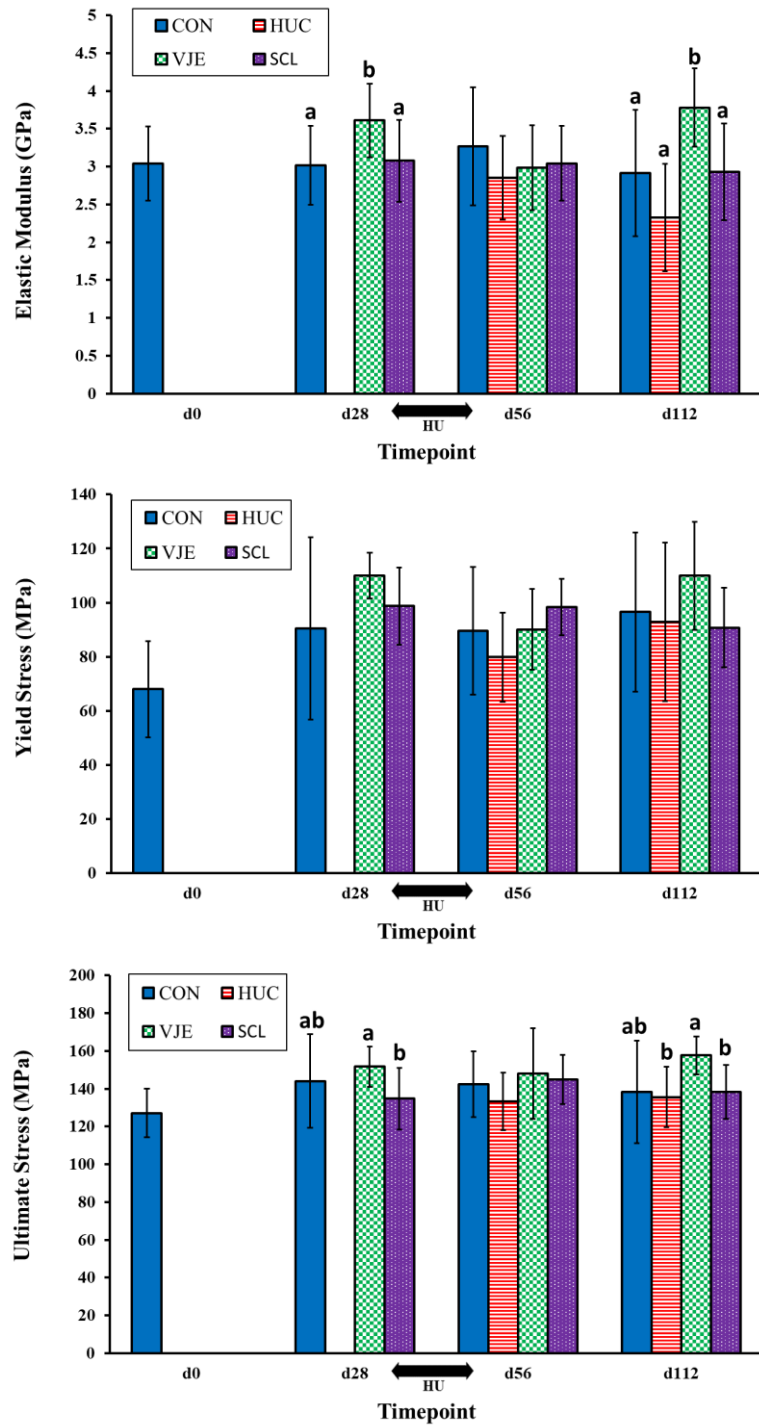 Elastic Modulus (GPa)
5
4.5
4
3.5
3
2.5
2
1.5
1
0.5
0
CON HUC
VJE SCL
a b a a a b a
d0 d28 d56 d112
HU
Timepoint
Yield Stress (MPa)
140
120
100
80
60
40
20
0
CON HUC
VJE SCL
d0 d28 d56 d112
HU
Timepoint
Ultimate Stress (MPa)
200
180
160
140
120
100
80
60
40
20
0
CON HUC
VJE SCL
ab a b ab b a b
d0 d28 d56 d112
HU
Timepoint